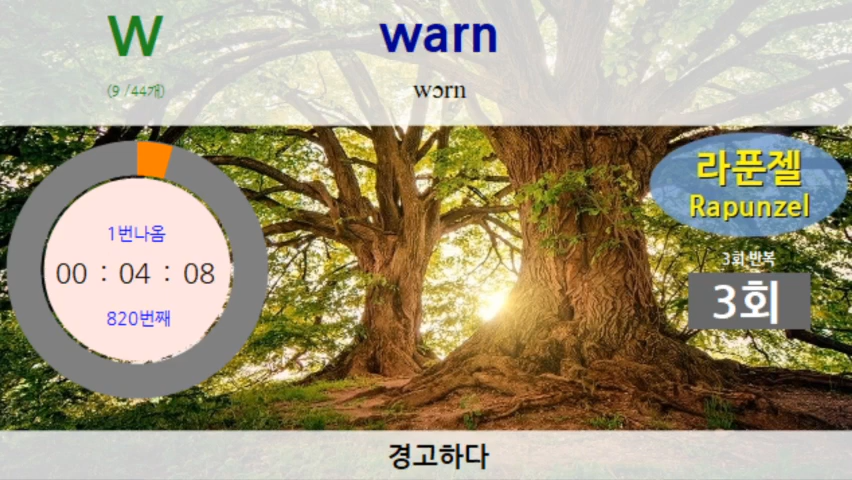 W
warn
(9 /44개)
wɔrn
라푼젤
Rapunzel
1번나옴
00 : 04 : 08
820번째
3회 반복
3회
경고하다